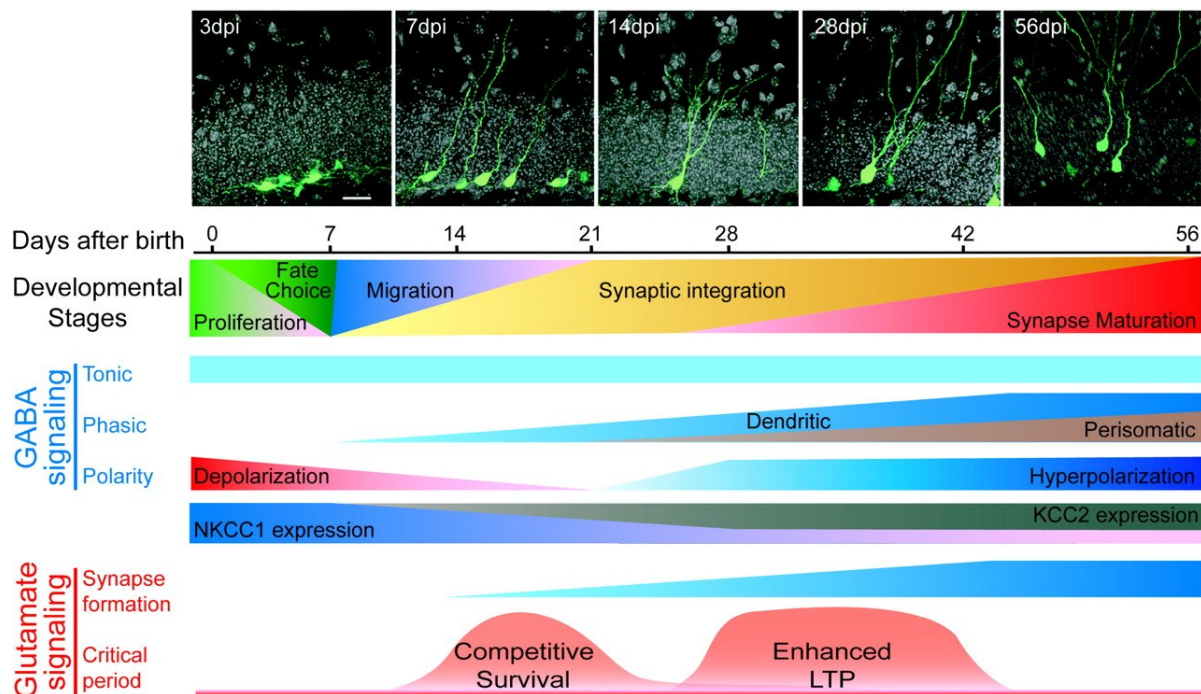 3dpi
7dpi
14dpi
28dpi
56dpi
Days after birth
0
7
14
21
28
42
56
Developmental
Stages
Proliferation
Fate
Choice
Migration
Synaptic integration
Synapse Maturation
GABA
signaling
Tonic
Phasic
Dendritic
Perisomatic
Polarity
Depolarization
Hyperpolarization
NKCC1 expression
KCC2 expression
Glutamate
signaling
Synapse
formation
Critical
period
Competitive
Survival
Enhanced
LTP